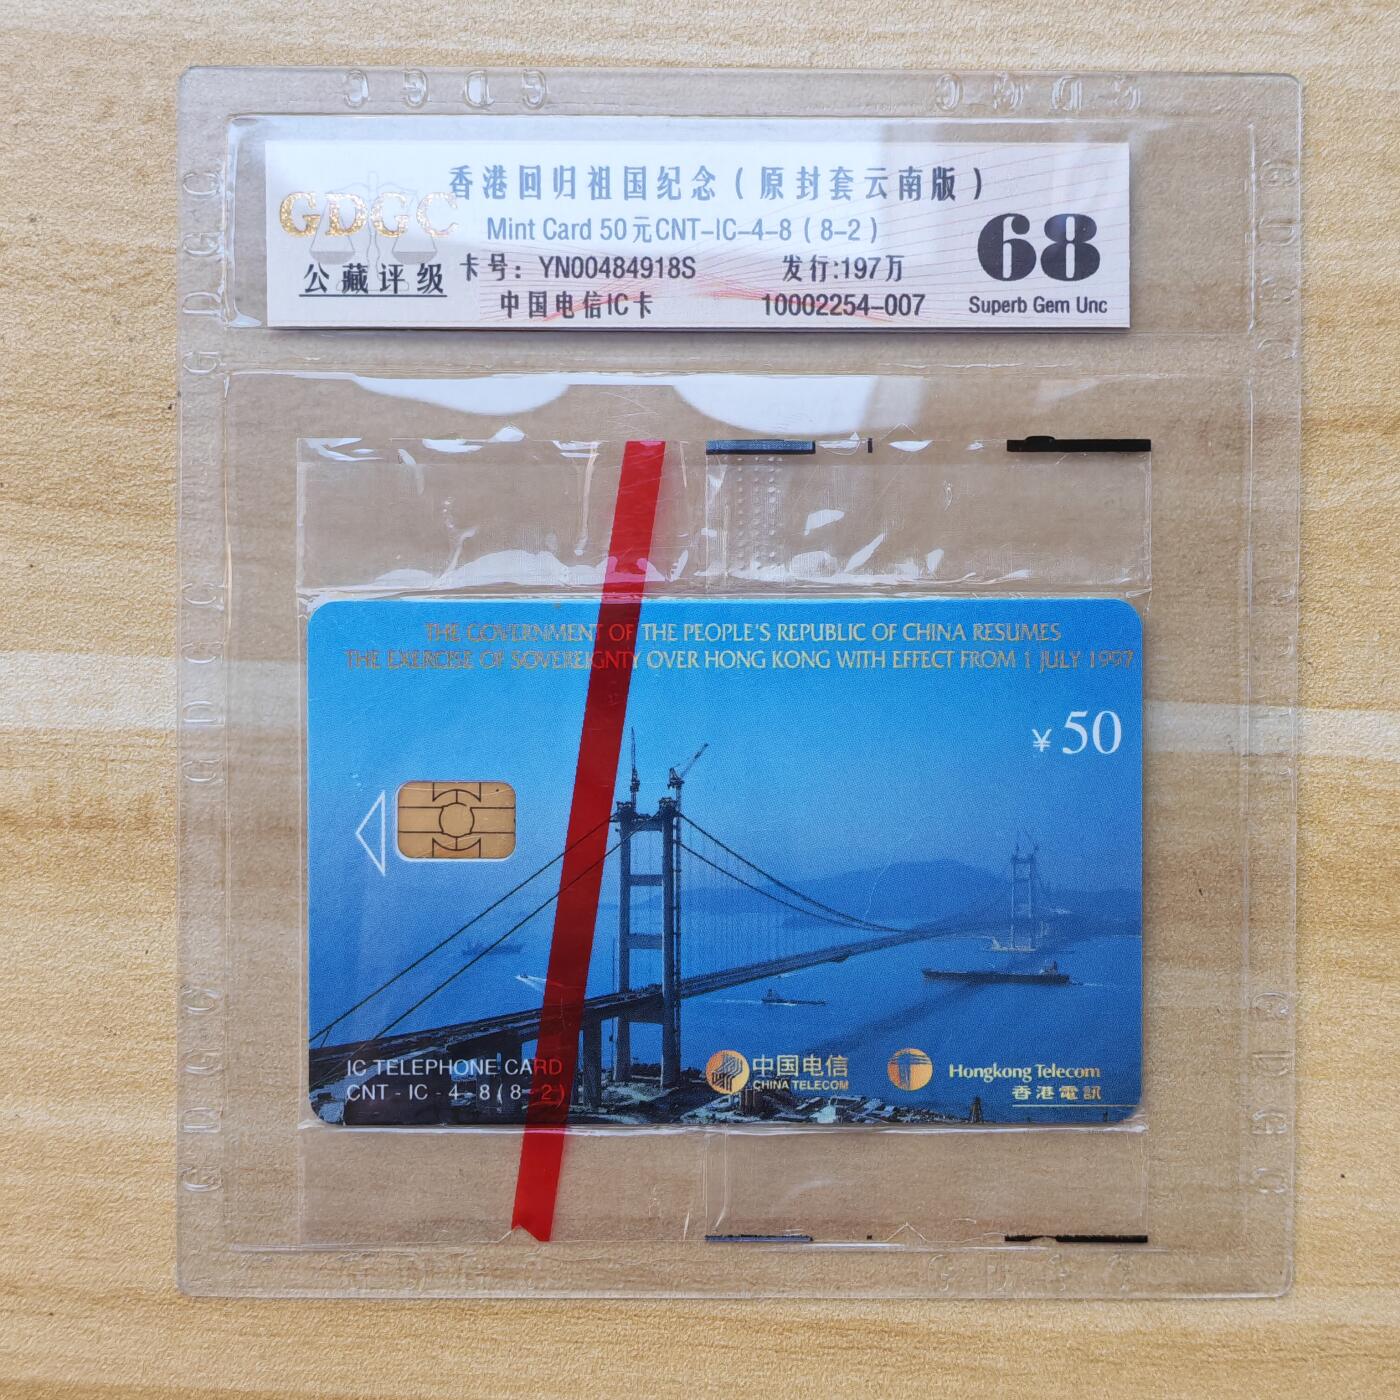 香港回归祖国纪念（原封套云南版）
GDGC
Mint Card 50元CNT-IC-4-8（8-2）
68
公藏评级
卡号：YN00484918S
发行:197万
中国电信IC卡
10002254-007
Superb Gem Unc
THE GOVERNMENT OF THE PEOPLE'S REPUBLIC OF CHINA RESUMES
THE EXERCISE OF SOVEREIGNTY OVER HONG KONG WITH EFFECT FROM 1 JULY 1997
¥50
IC TELEPHONE CARD
CNT-IC-4-8(8-2)
中国电信
CHINA TELECOM
Hongkong Telecom
香港電訊